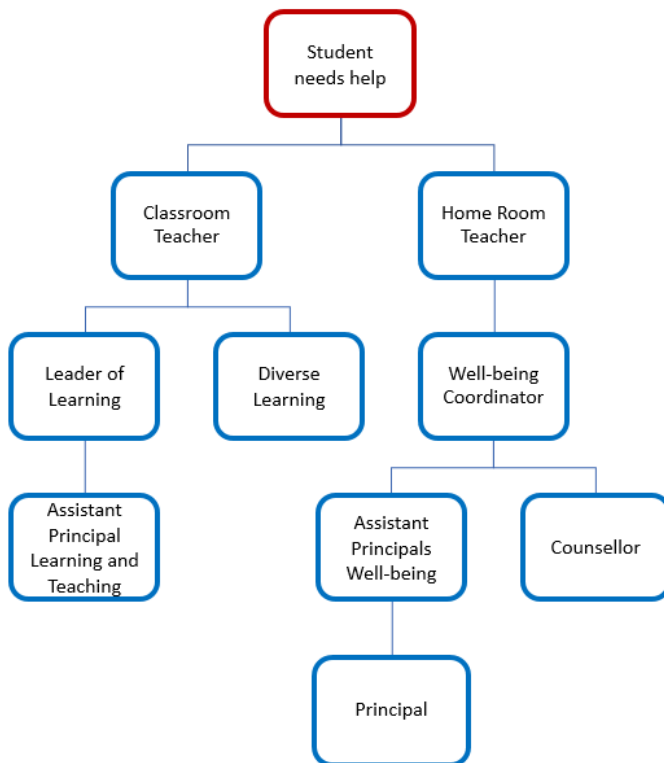 Student
needs help
Classroom
Teacher
Home Room
Teacher
Leader of
Learning
Diverse
Learning
Well-being
Coordinator
Assistant
Principal
Learning and
Teaching
Assistant
Principals
Well-being
Counsellor
Principal